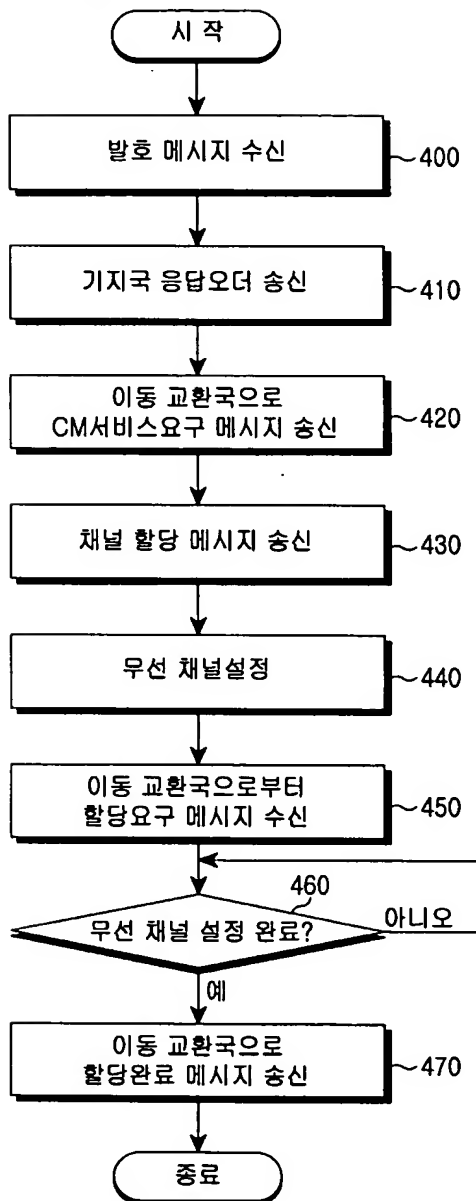 시 작
발호 메시지 수신
400
기지국 응답오더 송신
410
이동 교환국으로
CM서비스요구 메시지 송신
420
채널 할당 메시지 송신
430
무선 채널설정
440
이동 교환국으로부터
할당요구 메시지 수신
450
460
무선 채널 설정 완료?
아니오
예
이동 교환국으로
할당완료 메시지 송신
470
종료